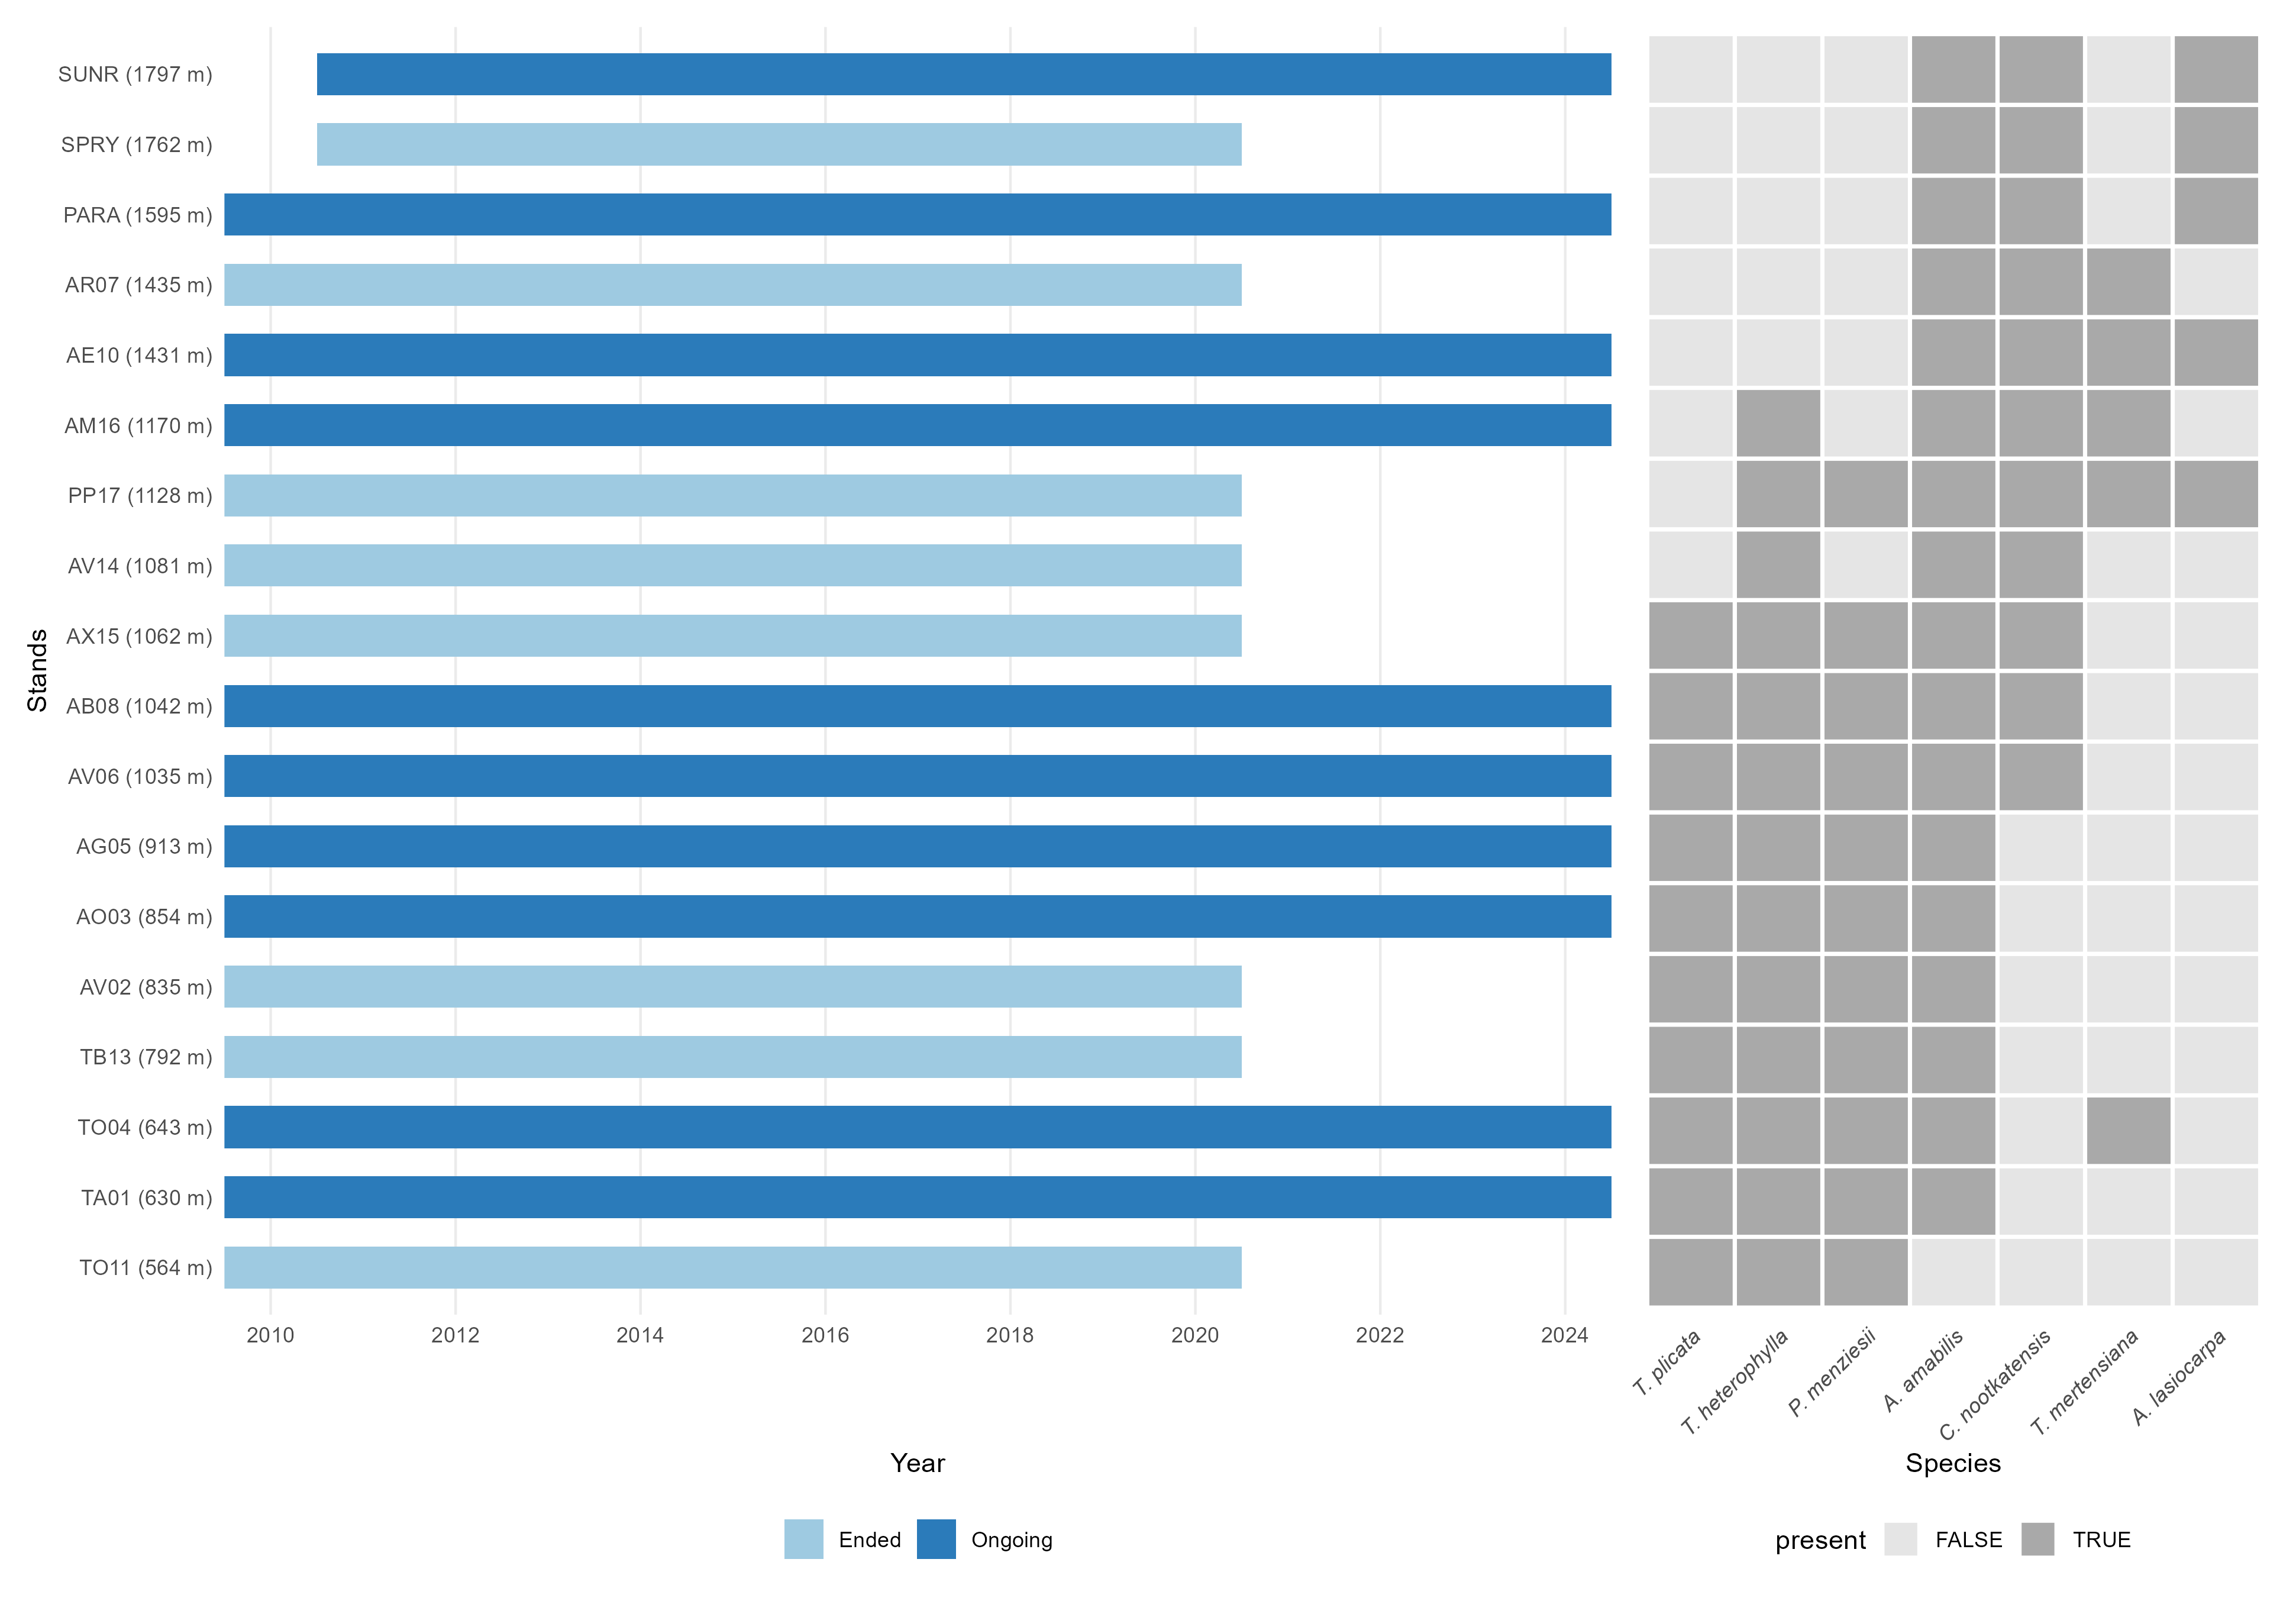 Stands
SUNR (1797 m)
SPRY (1762 m)
PARA (1595 m)
AR07 (1435 m)
AE10 (1431 m)
AM16 (1170 m)
PP17 (1128 m)
AV14 (1081 m)
AX15 (1062 m)
AB08 (1042 m)
AV06 (1035 m)
AG05 (913 m)
AO03 (854 m)
AV02 (835 m)
TB13 (792 m)
TO04 (643 m)
TA01 (630 m)
TO11 (564 m)
2010 2012 2014 2016 2018 2020 2022 2024
Year
Ended Ongoing
T. plicata
T. heterophylla
P. menziesii
A. amabilis
C. nootkatensis
T. mertensiana
A. lasiocarpa
Species
present FALSE TRUE